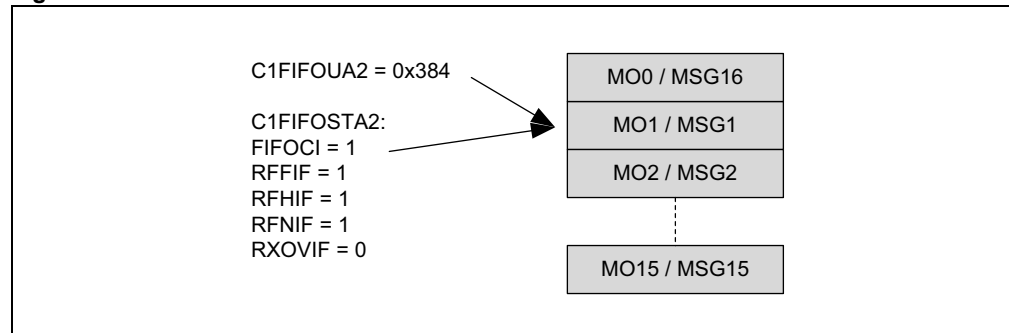 C1FIFOUA2 = 0x384
C1FIFOSTA2:
FIFOCI = 1
RFFIF = 1
RFHIF = 1
RFNIF = 1
RXOVIF = 0
MO0 / MSG16
MO1 / MSG1
MO2 / MSG2
MO15 / MSG15